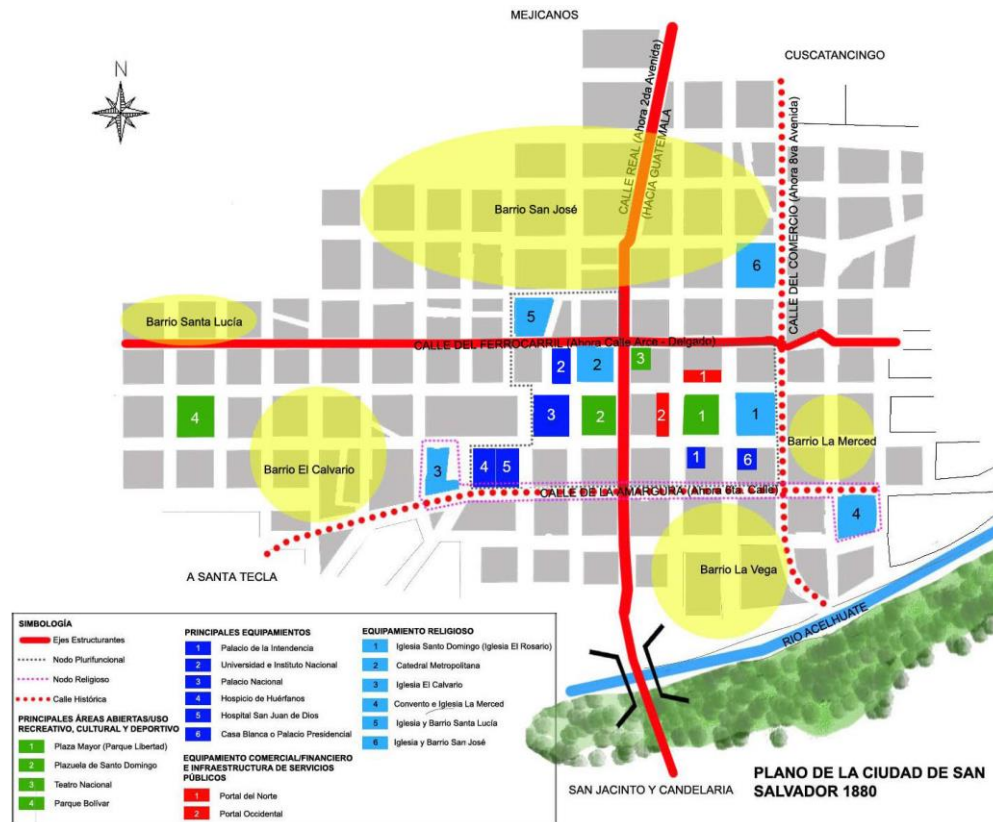 MEJICANOS
CUSCATANCINGO
N
CALLE REAL (Ahora 2da Avenida)
(HACIA GUATEMALA
CALLE DEL COMERCIO (Ahora 8va Avenida)
Barrio San José
6
Barrio Santa Lucía
5
CALLE DEL FERROCARRIL (Ahora Calle Arce - Delgado)
2
2
3
1
4
3
2
2
1
1
Barrio La Merced
Barrio El Calvario
3
4
5
1
6
CALLE DE LA AMARGURA (Ahora 6ta. Calle)
4
A SANTA TECLA
Barrio La Vega
RIO ACELHUATE
SIMBOLOGÍA
Ejes Estructurantes
Nodo Plurifuncional
Nodo Religioso
Calle Histórica
PRINCIPALES ÁREAS ABIERTAS/USO
RECREATIVO, CULTURAL Y DEPORTIVO
1 Plaza Mayor (Parque Libertad)
2 Plazuela de Santo Domingo
3 Teatro Nacional
4 Parque Bolívar
PRINCIPALES EQUIPAMIENTOS
1 Palacio de la Intendencia
2 Universidad e Instituto Nacional
3 Palacio Nacional
4 Hospicio de Huérfanos
5 Hospital San Juan de Dios
6 Casa Blanca o Palacio Presidencial
EQUIPAMIENTO COMERCIAL/FINANCIERO
E INFRAESTRUCTURA DE SERVICIOS
PÚBLICOS
1 Portal del Norte
2 Portal Occidental
EQUIPAMIENTO RELIGIOSO
1 Iglesia Santo Domingo (Iglesia El Rosario)
2 Catedral Metropolitana
3 Iglesia El Calvario
4 Convento e Iglesia La Merced
5 Iglesia y Barrio Santa Lucía
6 Iglesia y Barrio San José
SAN JACINTO Y CANDELARIA
PLANO DE LA CIUDAD DE SAN
SALVADOR 1880